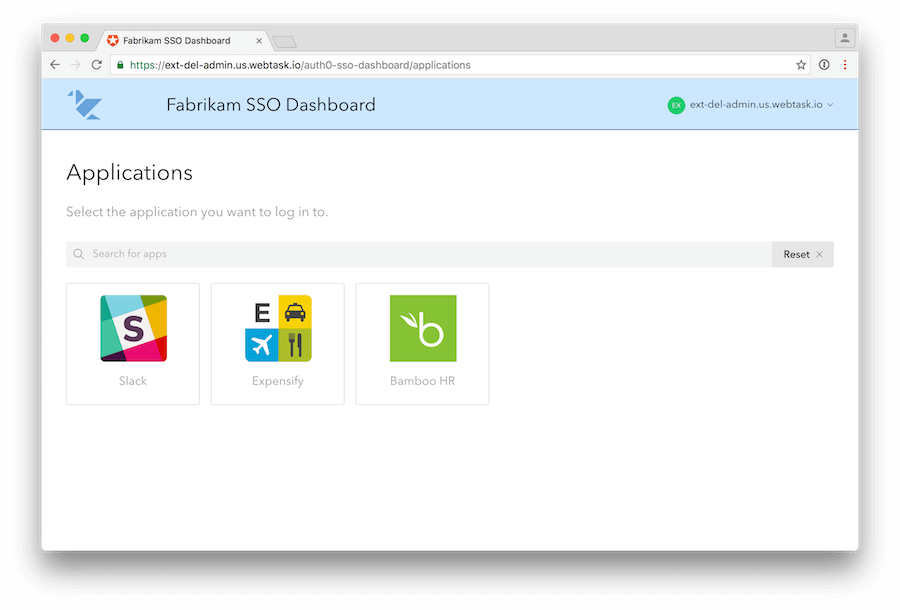 Fabrikam SSO Dashboard
https://ext-del-admin.us.webtask.io/auth0-sso-dashboard/applications
Fabrikam SSO Dashboard
EX ext-del-admin.us.webtask.io
Applications
Select the application you want to log in to.
Search for apps
Reset
S
E
b
Slack
Expensify
Bamboo HR